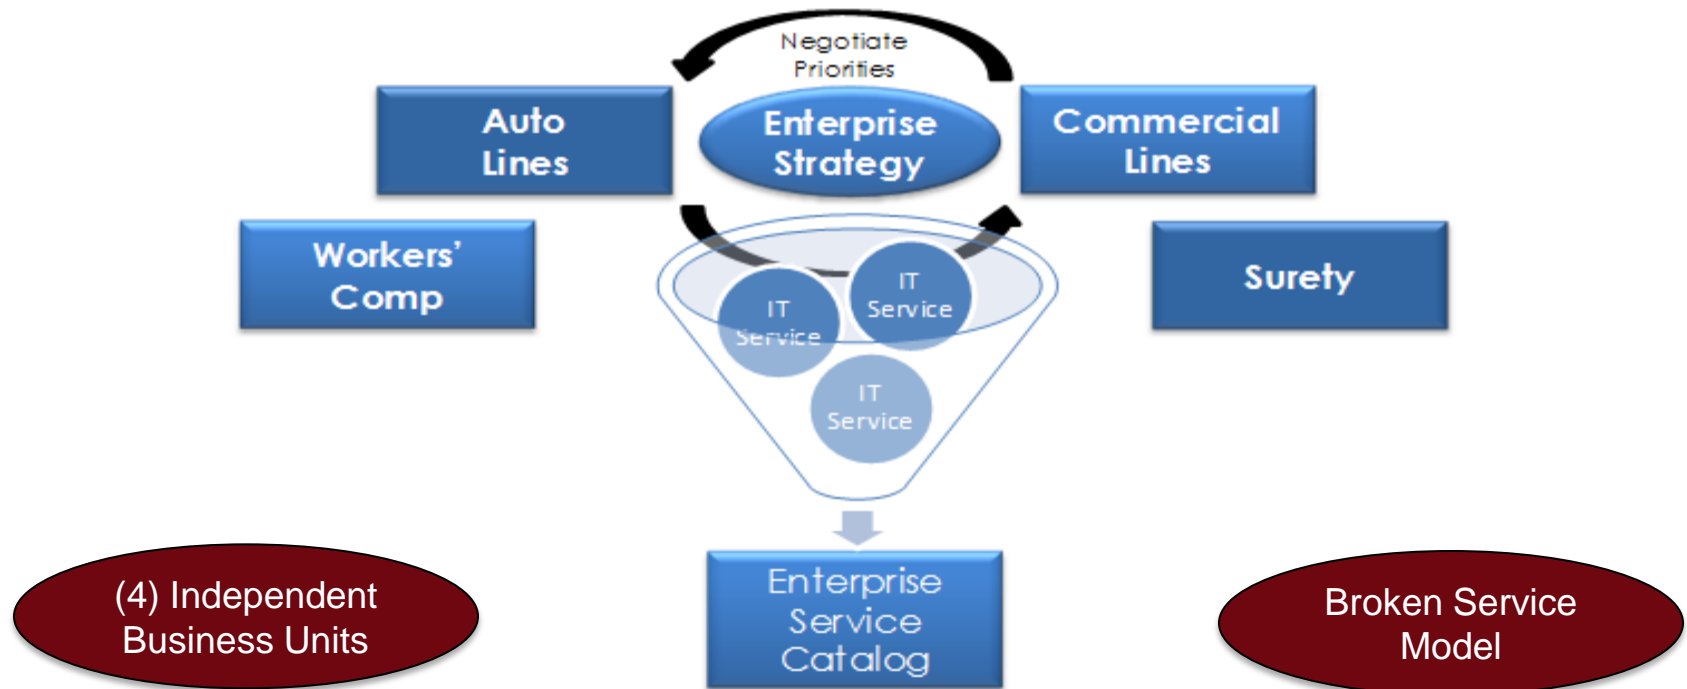 Negotiate
Priorities
Auto
Lines
Enterprise
Strategy
Commercial
Lines
Workers’
Comp
Surety
IT
Service
IT
Service
IT
Service
(4) Independent
Business Units
Enterprise
Service
Catalog
Broken Service
Model